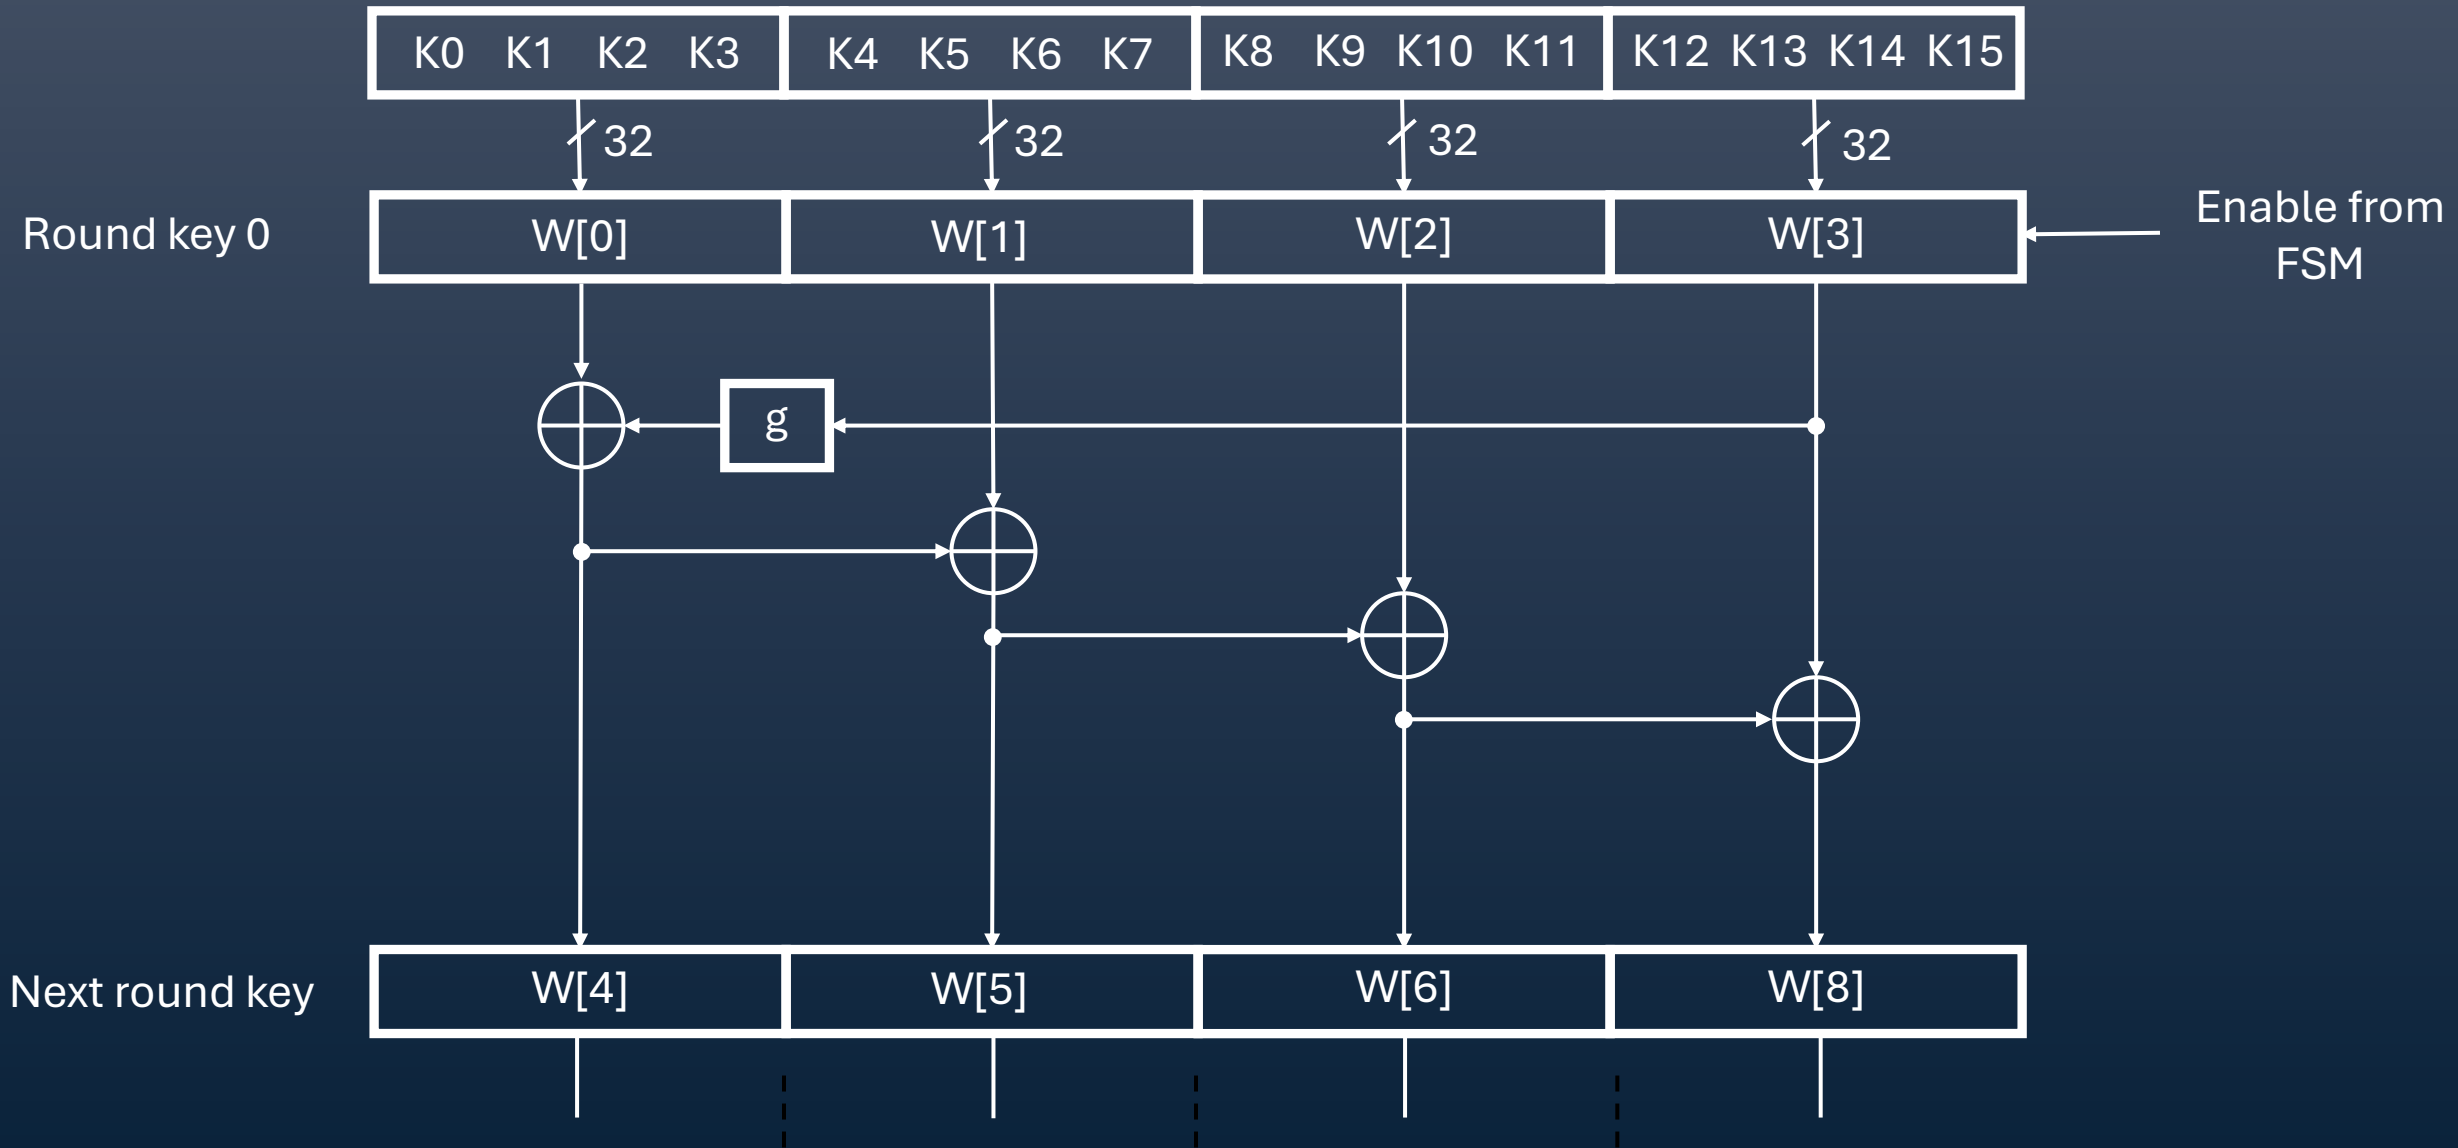 K0 K1 K2 K3 K4 K5 K6 K7 K8 K9 K10 K11 K12 K13 K14 K15
32 32 32 32
Round key 0 W[0] W[1] W[2] W[3] Enable from
FSM
g
Next round key W[4] W[5] W[6] W[8]